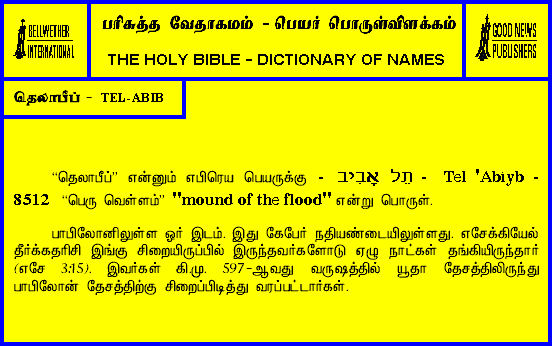 BELLWETHER
INTERNATIONAL
பரிசுத்த வேதாகமம் - பெயர் பொருள்விளக்கம்
THE HOLY BIBLE - DICTIONARY OF NAMES
GOOD NEWS
PUBLISHERS
தெலாபீப் - TEL-ABIB
“தெலாபீப்” என்னும் எபிரெய பெயருக்கு - תֵּל אָבִיב - Tel 'Abiyb -
8512 “பெரு வெள்ளம்” "mound of the flood" என்று பொருள்.
பாபிலோனிலுள்ள ஓர் இடம். இது கேபேர் நதியண்டையிலுள்ளது. எசேக்கியேல்
தீர்க்கதரிசி இங்கு சிறையிருப்பில் இருந்தவர்களோடு ஏழு நாட்கள் தங்கியிருந்தார்
(எசே 3:15). இவர்கள் கி.மு. 597-ஆவது வருஷத்தில் யூதா தேசத்திலிருந்து
பாபிலோன் தேசத்திற்கு சிறைப்பிடித்து வரப்பட்டார்கள்.